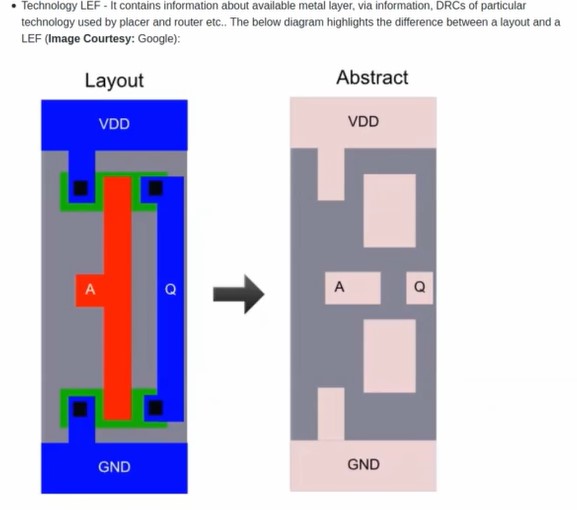 • Technology LEF - It contains information about available metal layer, via information, DRCs of particular
technology used by placer and router etc.. The below diagram highlights the difference between a layout and a
LEF (Image Courtesy: Google):
Layout
Abstract
VDD
VDD
A
Q
A
Q
GND
GND